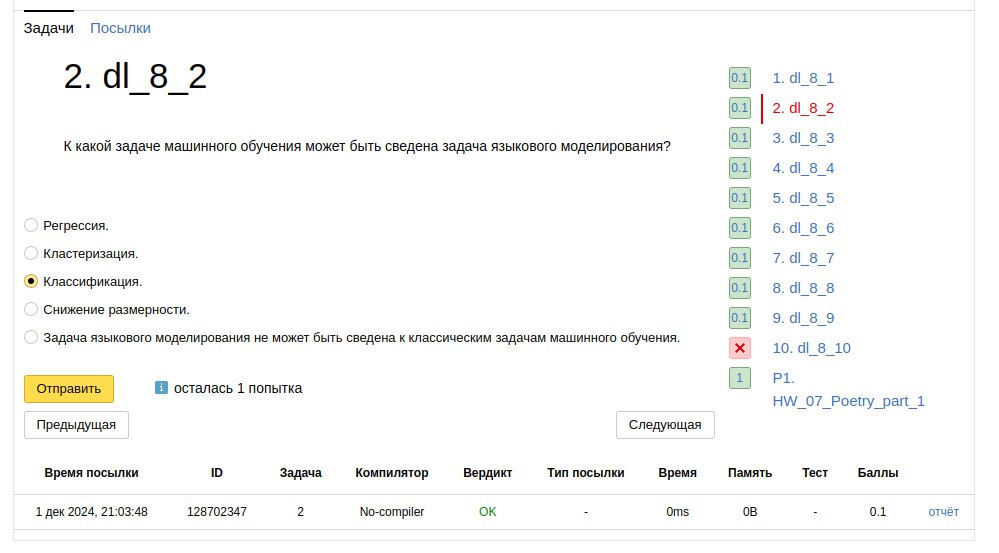 Задачи Посылки
2. dl_8_2
К какой задаче машинного обучения может быть сведена задача языкового моделирования?
Регрессия.
Кластеризация.
Классификация.
Снижение размерности.
Задача языкового моделирования не может быть сведена к классическим задачам машинного обучения.
Отправить
i осталась 1 попытка
Предыдущая
Следующая
0.1 1. dl_8_1
0.1 2. dl_8_2
0.1 3. dl_8_3
0.1 4. dl_8_4
0.1 5. dl_8_5
0.1 6. dl_8_6
0.1 7. dl_8_7
0.1 8. dl_8_8
0.1 9. dl_8_9
10. dl_8_10
1 P1.
HW_07_Poetry_part_1
Время посылки ID Задача Компилятор Вердикт Тип посылки Время Память Тест Баллы
1 дек 2024, 21:03:48 128702347 2 No-compiler OK - 0ms 0B - 0.1 отчёт